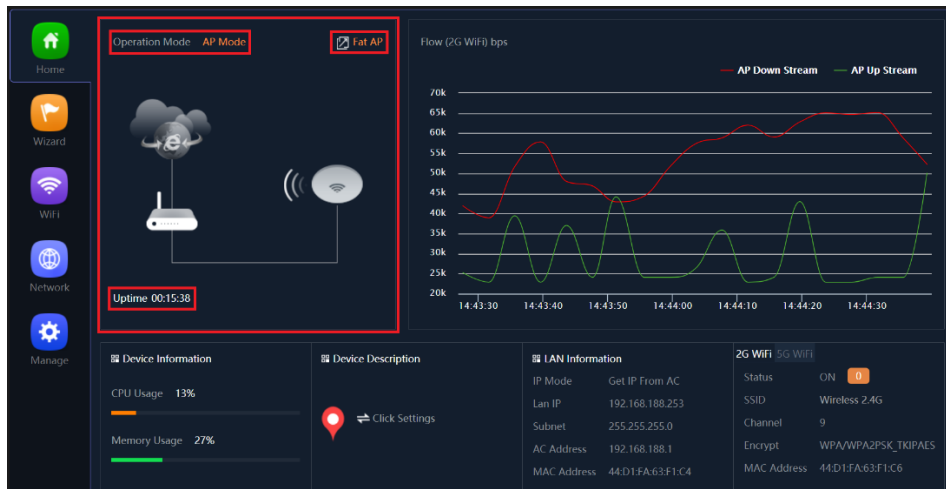 Home
Wizard
WiFi
Network
Manage
Operation Mode AP Mode
Fat AP
Uptime 00:15:38
Flow (2G WiFi) bps
AP Down Stream
AP Up Stream
70k
65k
60k
55k
50k
45k
40k
35k
30k
25k
20k
14:43:30 14:43:40 14:43:50 14:44:00 14:44:10 14:44:20 14:44:30
Device Information
CPU Usage 13%
Memory Usage 27%
Device Description
Click Settings
LAN Information
IP Mode Get IP From AC
Lan IP 192.168.188.253
Subnet 255.255.255.0
AC Address 192.168.188.1
MAC Address 44:D1:FA:63:F1:C4
2G WiFi 5G WiFi
Status ON 0
SSID Wireless 2.4G
Channel 9
Encrypt WPA/WPA2PSK_TKIPAES
MAC Address 44:D1:FA:63:F1:C6